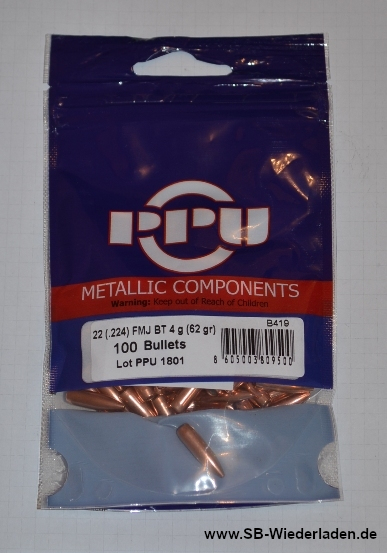 PPU
METALLIC COMPONENTS
Warning: Keep out of Reach of Children
B419
22 (.224) FMJ BT 4 g (62 gr)
100 Bullets
Lot PPU 1801
8 605003 809500
www.SB-Wiederladen.de